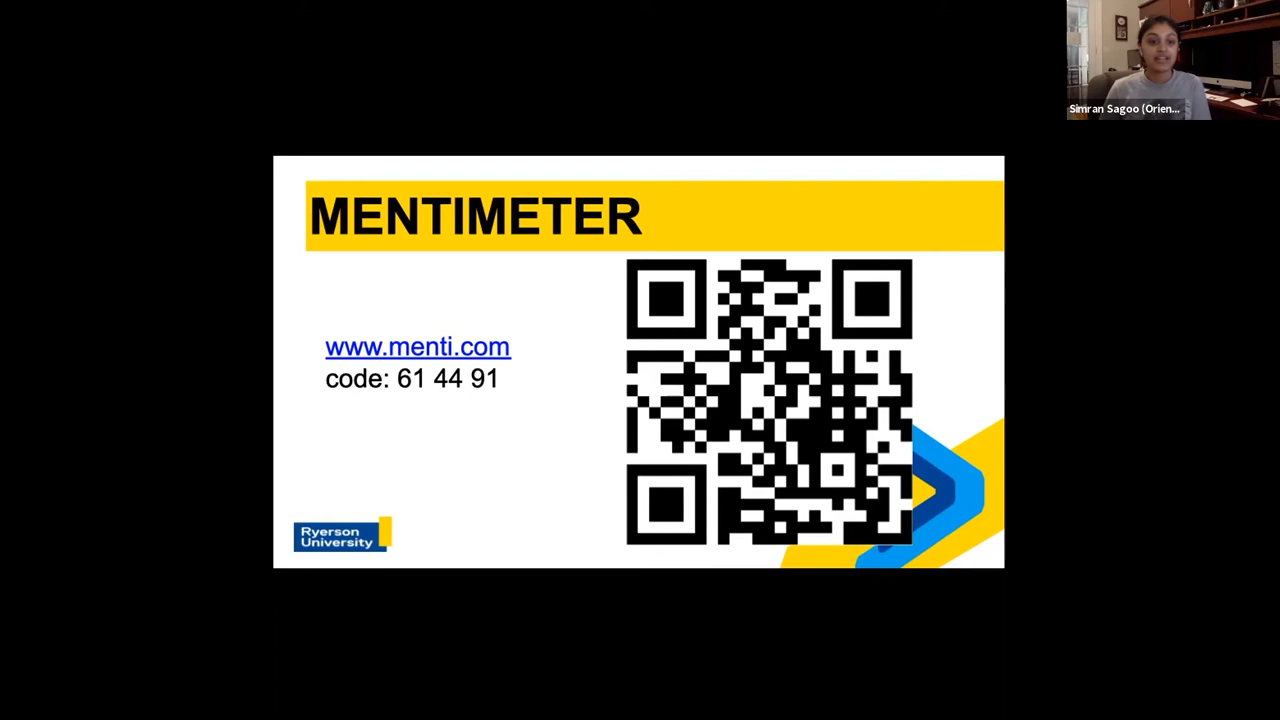 Simran Sagoo (Orien...
MENTIMETER
www.menti.com
code: 61 44 91
Ryerson
University